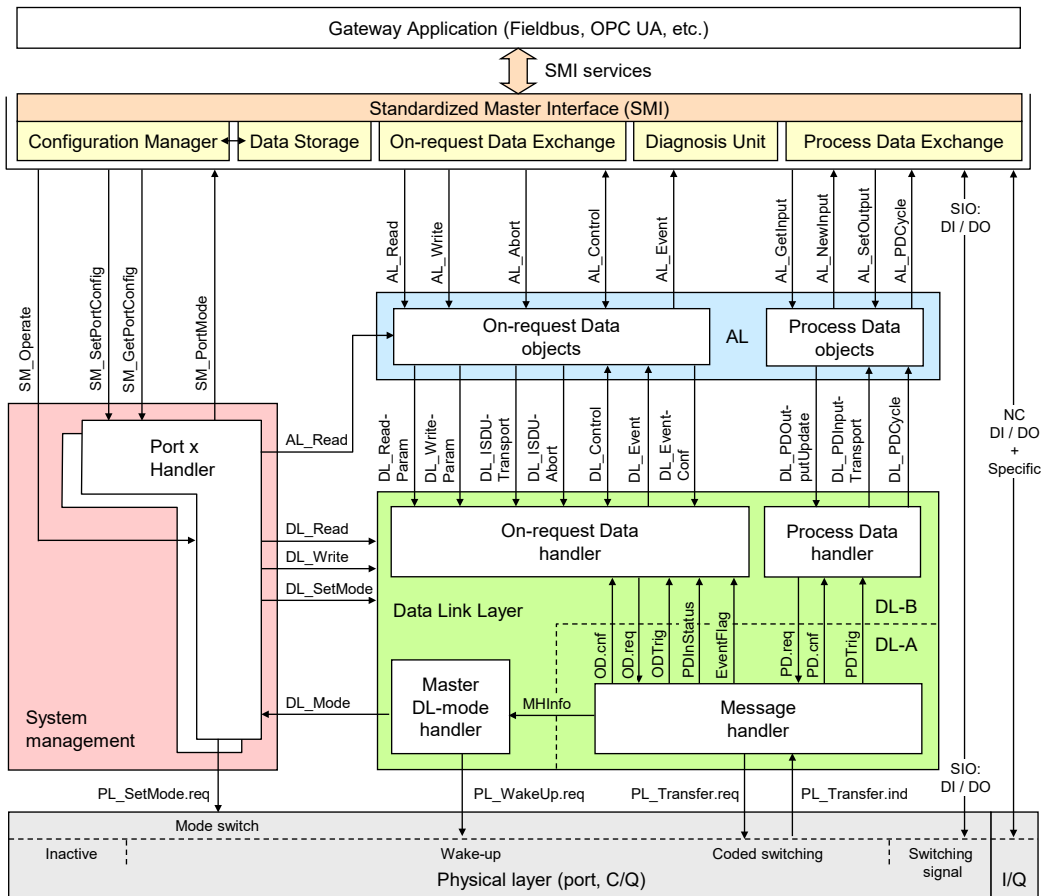 Gateway Application (Fieldbus, OPC UA, etc.)
SMI services
Standardized Master Interface (SMI)
Configuration Manager
Data Storage
On-request Data Exchange
Diagnosis Unit
Process Data Exchange
SM_Operate
SM_SetPortConfig
SM_GetPortConfig
SM_PortMode
AL_Read
AL_Write
AL_Abort
AL_Control
AL_Event
AL_GetInput
AL_NewInput
AL_SetOutput
AL_PDCycle
SIO:
DI / DO
On-request Data
objects
AL
Process Data
objects
Port x
Handler
AL_Read
DL_Read-
Param
DL_Write-
Param
DL_ISDU-
Transport
DL_ISDU-
Abort
DL_Control
DL_Event
DL_Event-
Conf
DL_PDOut-
putUpdate
DL_PDInput-
Transport
DL_PDCycle
NC
DI / DO
+
Specific
DL_Read
DL_Write
DL_SetMode
On-request Data
handler
Process Data
handler
Data Link Layer
DL-B
DL-A
OD.cnf
OD.req
ODTrig
PDInStatus
EventFlag
PD.req
PD.cnf
PDTrig
System
management
DL_Mode
Master
DL-mode
handler
MHInfo
Message
handler
PL_SetMode.req
PL_WakeUp.req
PL_Transfer.req
PL_Transfer.ind
SIO:
DI / DO
Mode switch
Inactive
Wake-up
Coded switching
Switching
signal
Physical layer (port, C/Q)
I/Q